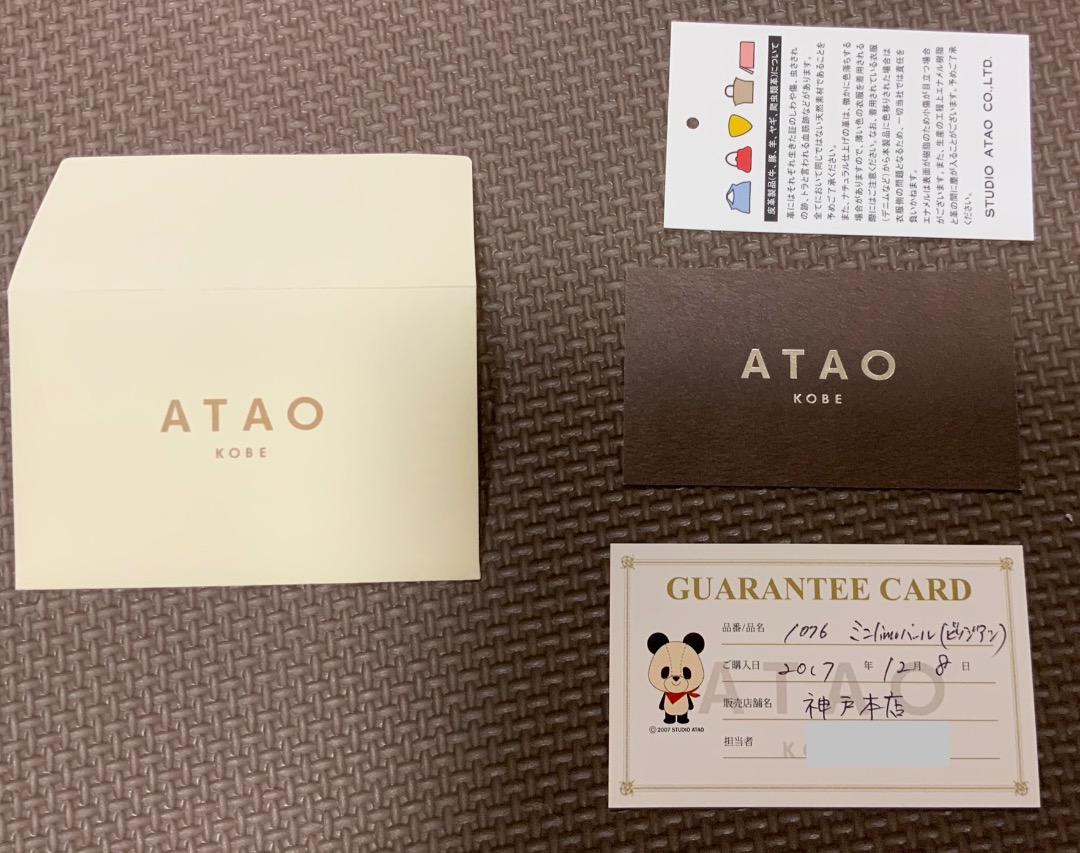 ATAO
KOBE
皮革製品(牛、豚、羊、ヤギ、爬虫類革)について
革にはそれぞれ生きた証のしわや傷、虫さされ
の跡、トラと言われる血筋跡などがあります。
全てにおいて同じではない天然素材であることを
予めご了承ください。
また、ナチュラル仕上げの革は、微かに色落ちする
場合がありますので、薄い色の衣服を着用される
際にはご注意ください。なお、着用されている衣服
(デニムなど)から本製品に色移りされた場合は
衣服側の問題となるため、一切当社では責任を
負いかねます。
エナメルは表面が樹脂のため小傷が目立つ場合
がございます。また、生産の工程上エナメル樹脂
と革の間に塵が入ることがございます。予めご了承
ください。
STUDIO ATAO CO.,LTD.
ATAO
KOBE
GUARANTEE CARD
品番/品名 1076 ミニlimoパール(ビリジアン)
ご購入日 2017 年 12 月 8 日
販売店舗名 神戸本店
担当者
ATAO
©2007 STUDIO ATAO